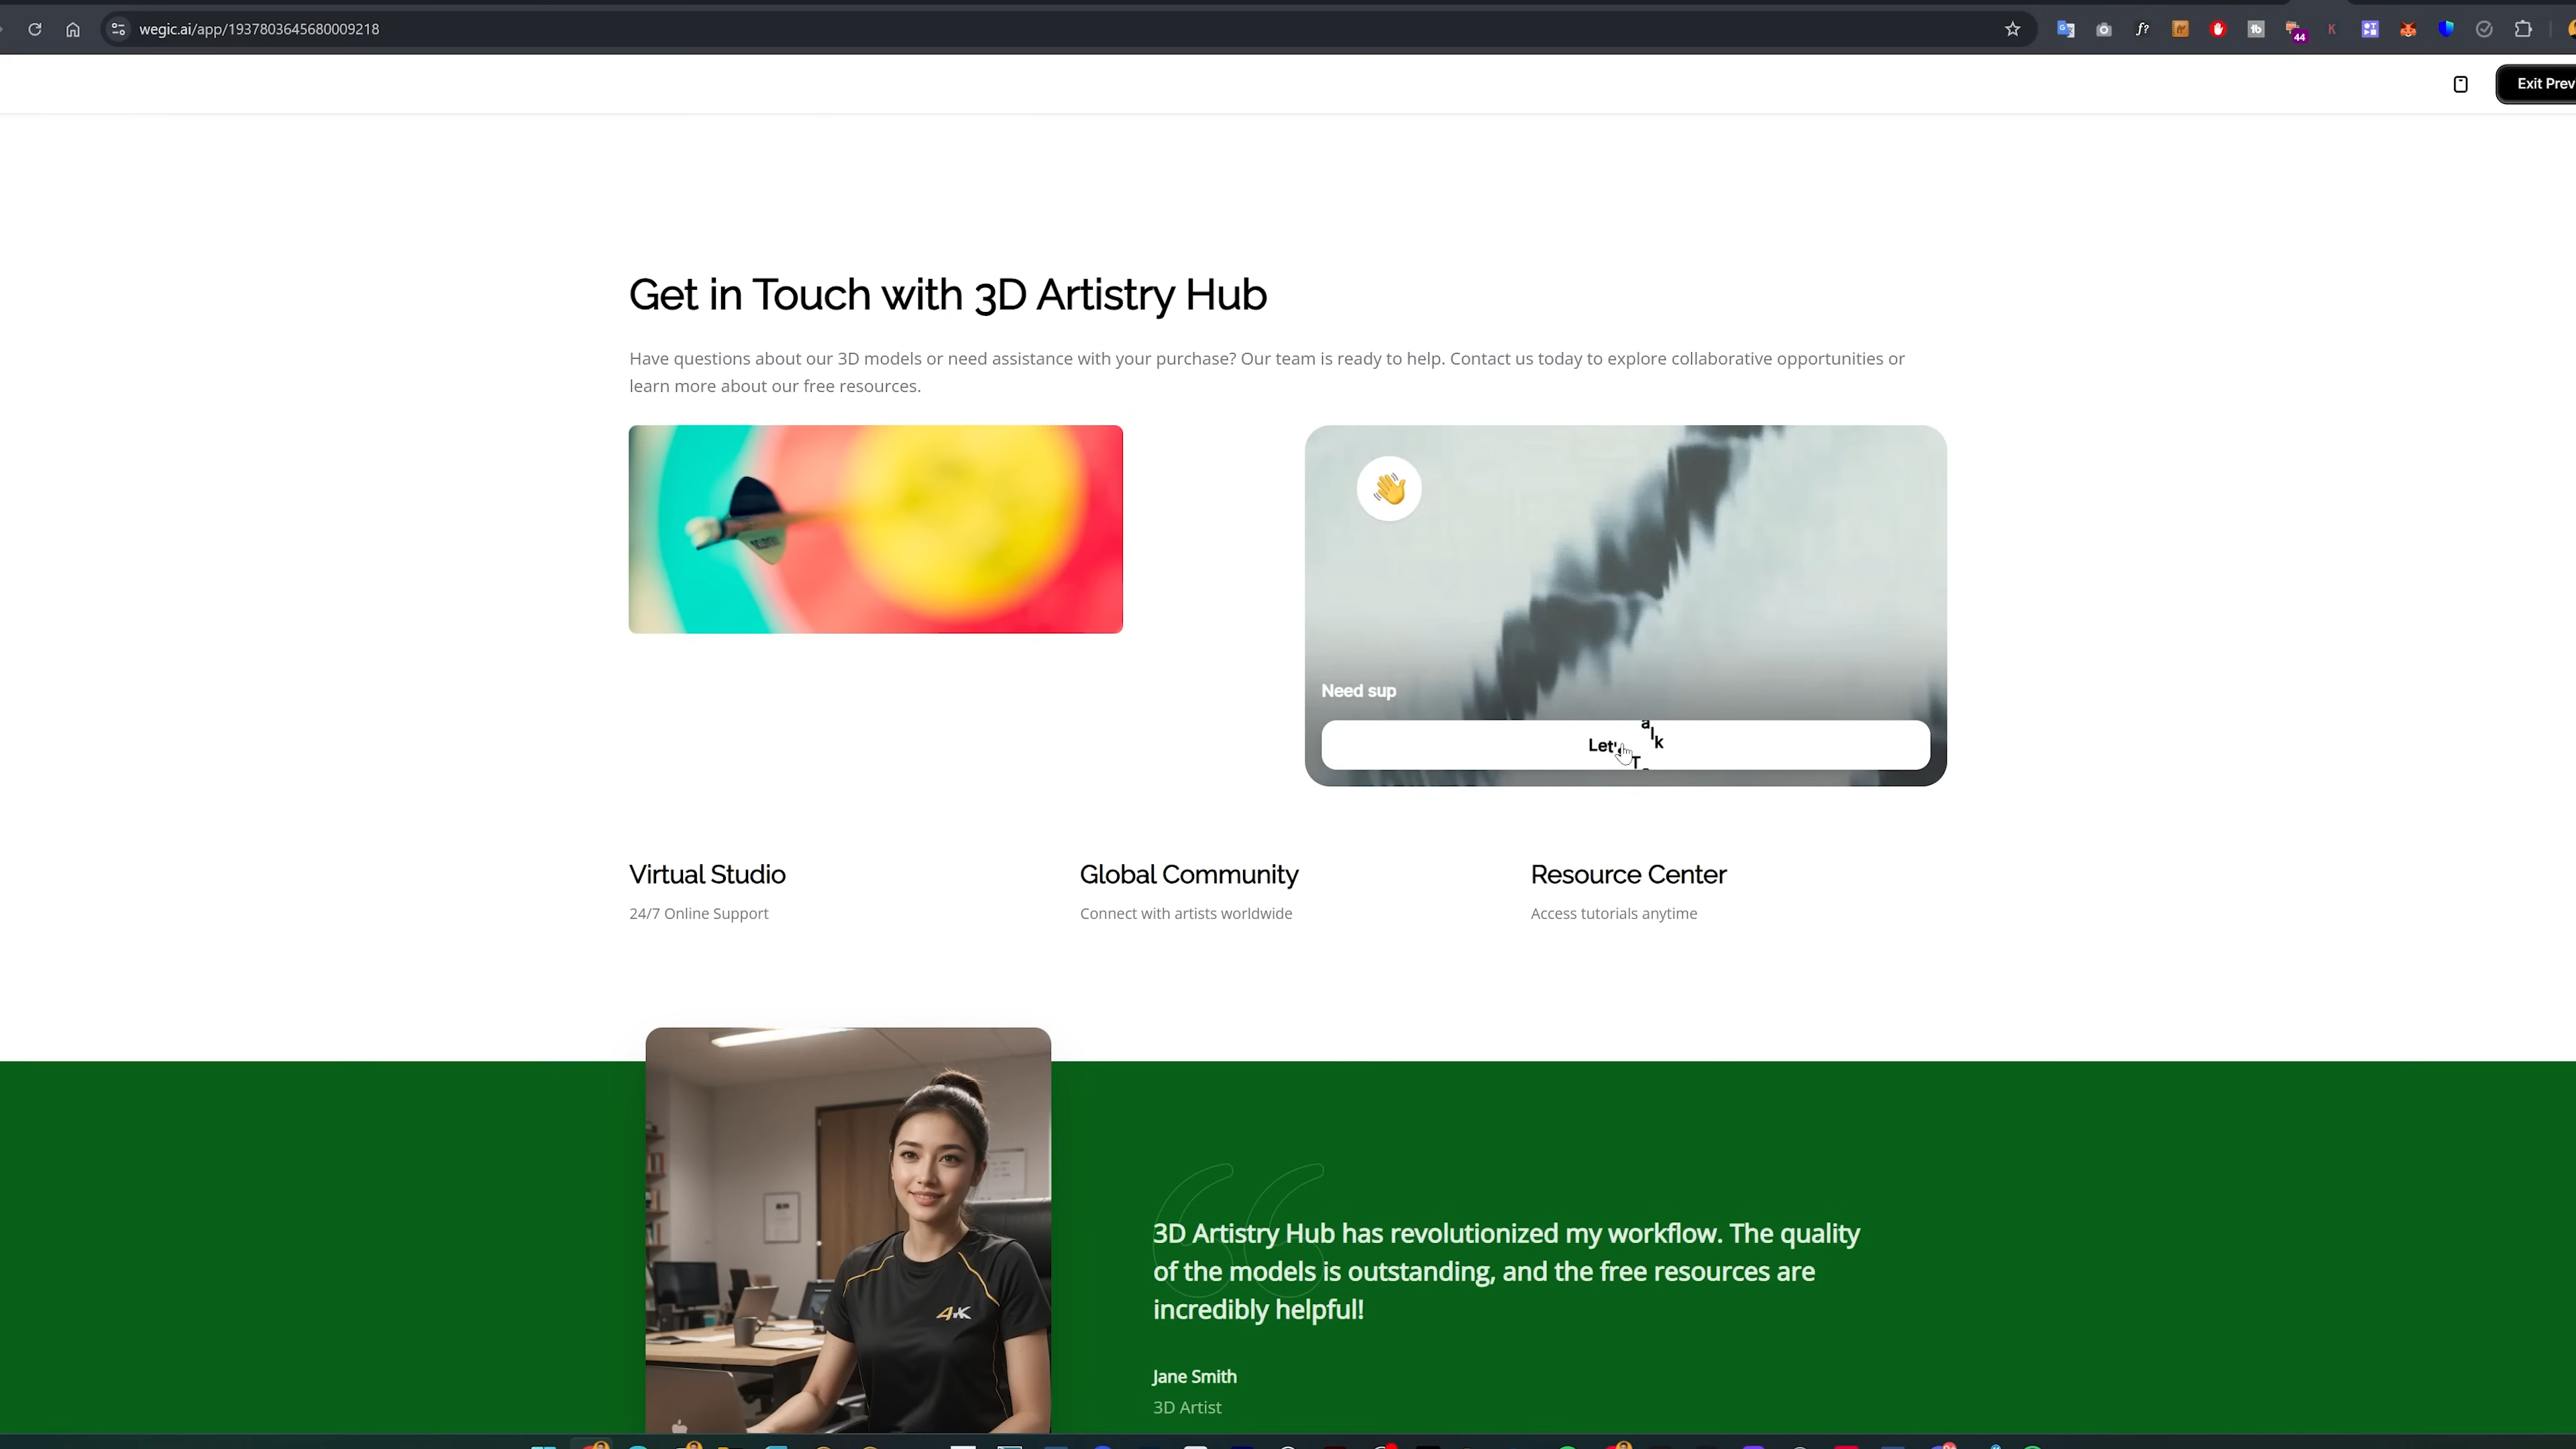 wegic.ai/app/1937803645680009218
44
Exit Prev
Get in Touch with 3D Artistry Hub
Have questions about our 3D models or need assistance with your purchase? Our team is ready to help. Contact us today to explore collaborative opportunities or
learn more about our free resources.
Need sup
Let' Talk
Virtual Studio
Global Community
Resource Center
24/7 Online Support
Connect with artists worldwide
Access tutorials anytime
4K
3D Artistry Hub has revolutionized my workflow. The quality
of the models is outstanding, and the free resources are
incredibly helpful!
Jane Smith
3D Artist